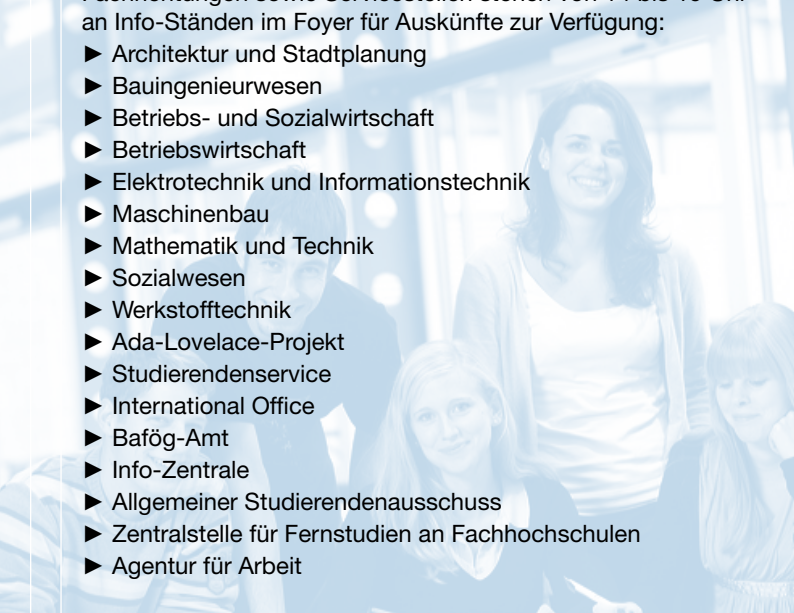 an Info-Ständen im Foyer für Auskünfte zur Verfügung:
► Architektur und Stadtplanung
► Bauingenieurwesen
► Betriebs- und Sozialwirtschaft
► Betriebswirtschaft
► Elektrotechnik und Informationstechnik
► Maschinenbau
► Mathematik und Technik
► Sozialwesen
► Werkstofftechnik
► Ada-Lovelace-Projekt
► Studierendenservice
► International Office
► Bafög-Amt
► Info-Zentrale
► Allgemeiner Studierendenausschuss
► Zentralstelle für Fernstudien an Fachhochschulen
► Agentur für Arbeit